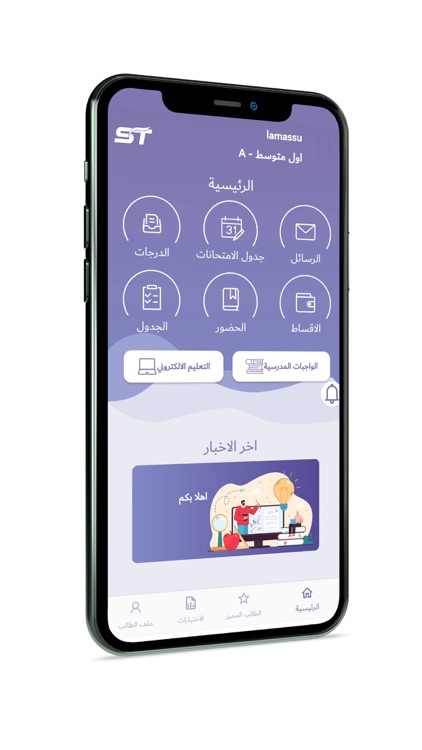 ST
lamassu
اول متوسط - A
الرئيسية
الرسائل
جدول الامتحانات
31
الدرجات
الاقساط
الحضور
الجدول
الواجبات المدرسية
التعليم الالكتروني
اخر الاخبار
اهلا بكم
الرئيسية
الطالب المميز
الاختبارات
ملف الطالب